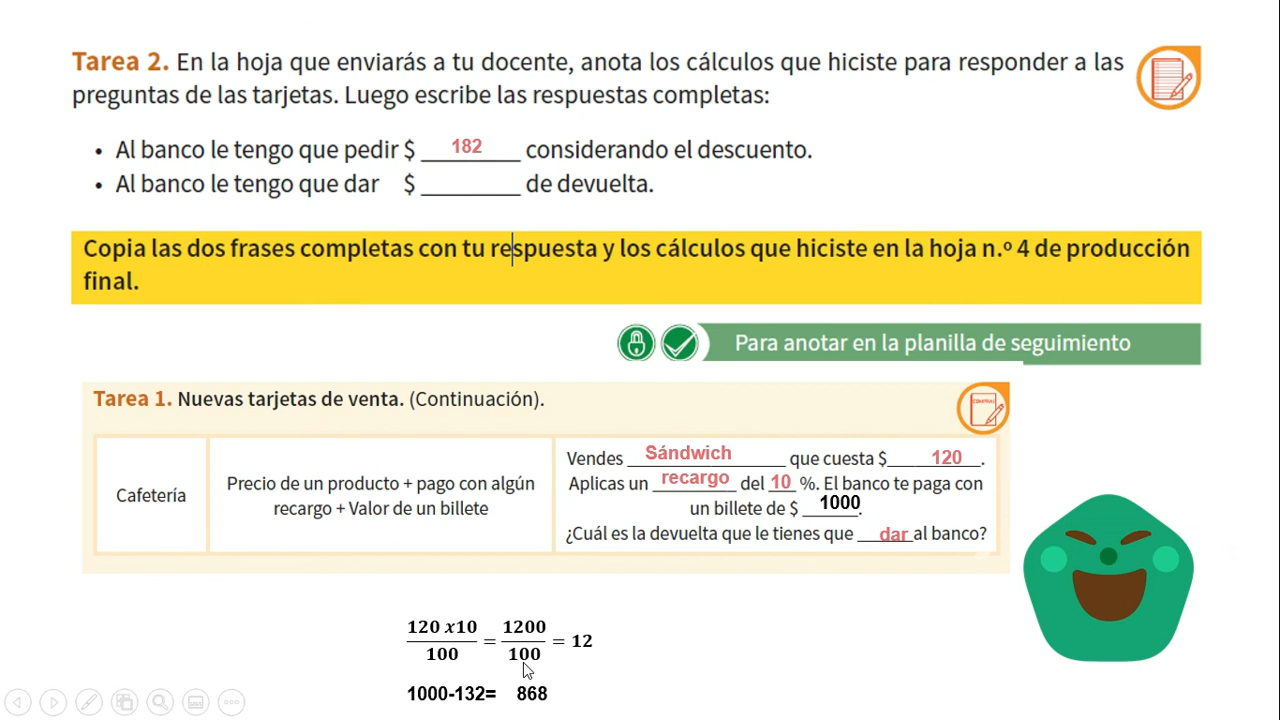 Tarea 2. En la hoja que enviarás a tu docente, anota los cálculos que hiciste para responder a las
preguntas de las tarjetas. Luego escribe las respuestas completas:
• Al banco le tengo que pedir $ 182 considerando el descuento.
• Al banco le tengo que dar $ ________ de devuelta.
Copia las dos frases completas con tu respuesta y los cálculos que hiciste en la hoja n.º 4 de producción
final.
Para anotar en la planilla de seguimiento
Tarea 1. Nuevas tarjetas de venta. (Continuación).
COMPRAS
Cafetería
Precio de un producto + pago con algún
recargo + Valor de un billete
Vendes Sándwich que cuesta $ 120.
Aplicas un recargo del 10 %. El banco te paga con
un billete de $ 1000.
¿Cuál es la devuelta que le tienes que dar al banco?
120 x10 / 100 = 1200 / 100 = 12
1000-132= 868